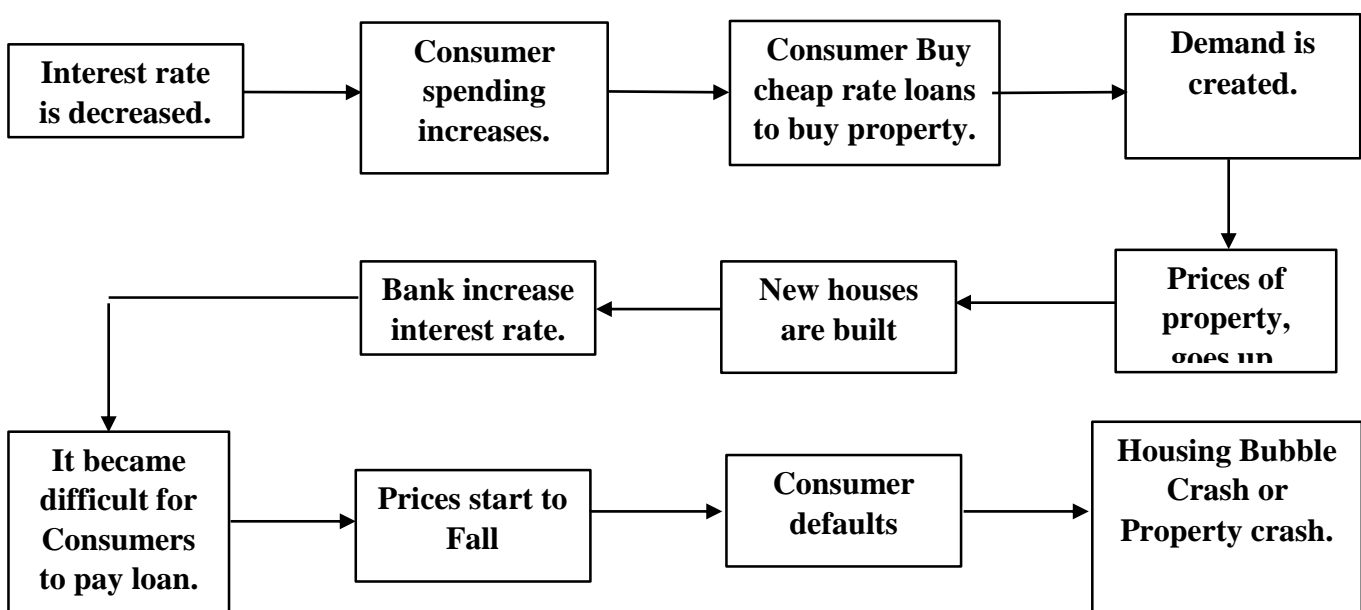 Interest rate
is decreased.
Consumer
spending
increases.
Consumer Buy
cheap rate loans
to buy property.
Demand is
created.
Prices of
property,
goes up
New houses
are built
Bank increase
interest rate.
It became
difficult for
Consumers
to pay loan.
Prices start to
Fall
Consumer
defaults
Housing Bubble
Crash or
Property crash.